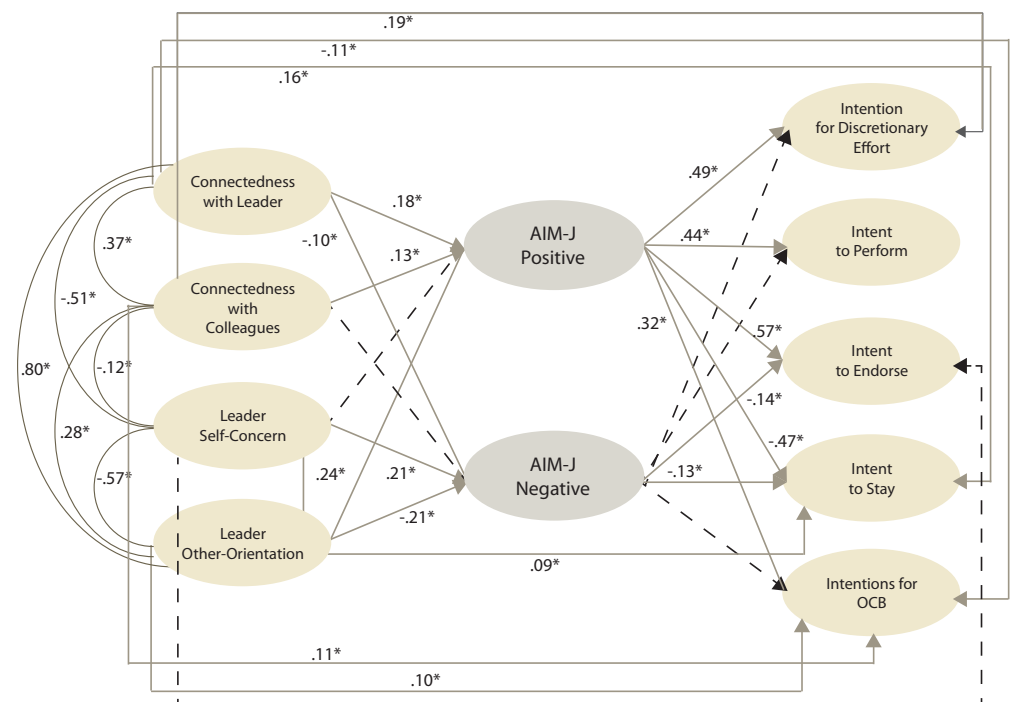 .19*
-.11*
.16*
Intention
for Discretionary
Effort
Connectedness
with Leader
.18*
.49*
-.10*
.37*
.13*
AIM-J
Positive
.44*
Intent
to Perform
Connectedness
with
Colleagues
-.51*
.32*
.57*
Intent
to Endorse
.80*
-.12*
-.14*
Leader
Self-Concern
.28*
-.47*
-.57*
.24*
.21*
AIM-J
Negative
-.13*
Intent
to Stay
-.21*
Leader
Other-Orientation
.09*
Intentions for
OCB
.11*
.10*